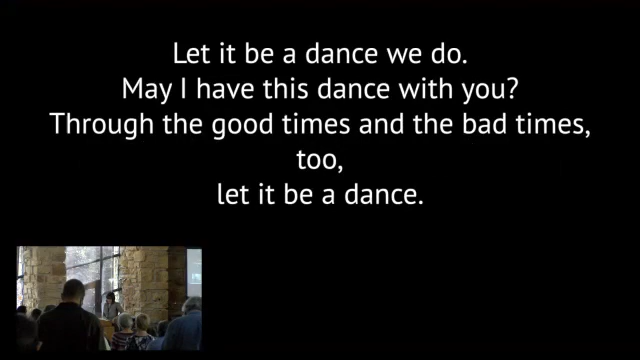 Let it be a dance we do.
May I have this dance with you?
Through the good times and the bad times,
too,
let it be a dance.